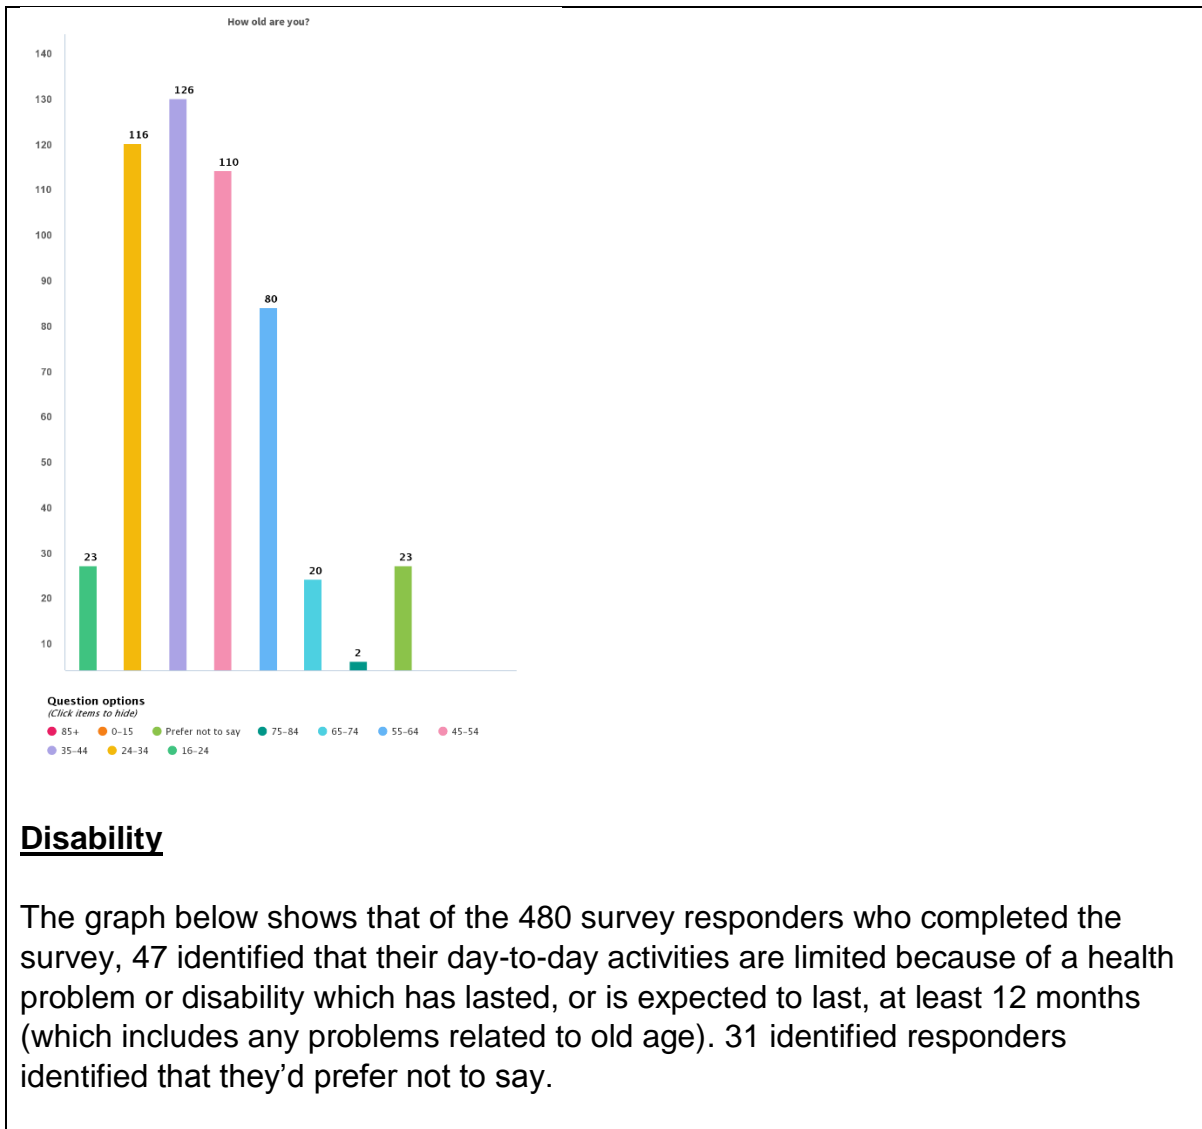 How old are you?
140
130
120
110
100
90
80
70
60
50
40
30
20
10
23
116
126
110
80
20
2
23
Question options
(Click items to hide)
85+ 0-15 Prefer not to say 75-84 65-74 55-64 45-54
35-44 24-34 16-24
Disability
The graph below shows that of the 480 survey responders who completed the
survey, 47 identified that their day-to-day activities are limited because of a health
problem or disability which has lasted, or is expected to last, at least 12 months
(which includes any problems related to old age). 31 identified responders
identified that they’d prefer not to say.